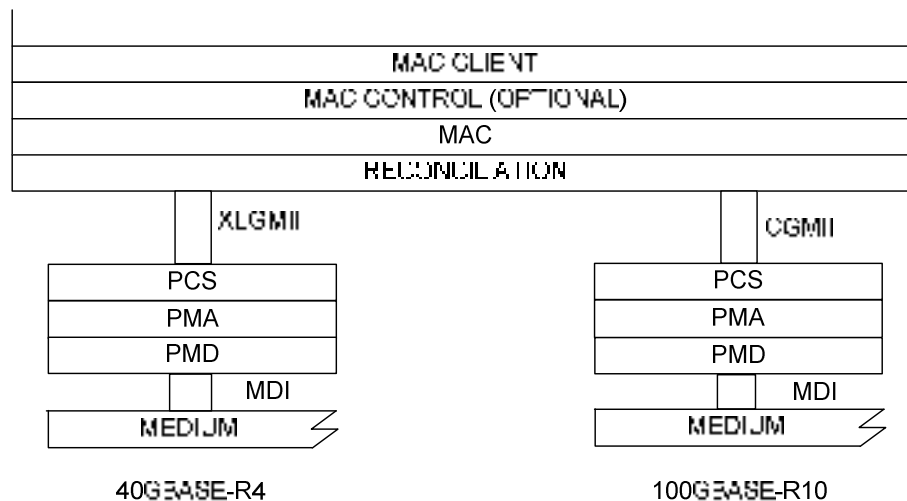 MAC CLIENT
MAC CONTROL (OPTIONAL)
MAC
RECONCILIATION
XLGMII
CGMII
PCS
PCS
PMA
PMA
PMD
PMD
MDI
MDI
MEDIUM
MEDIUM
40GBASE-R4
100GBASE-R10